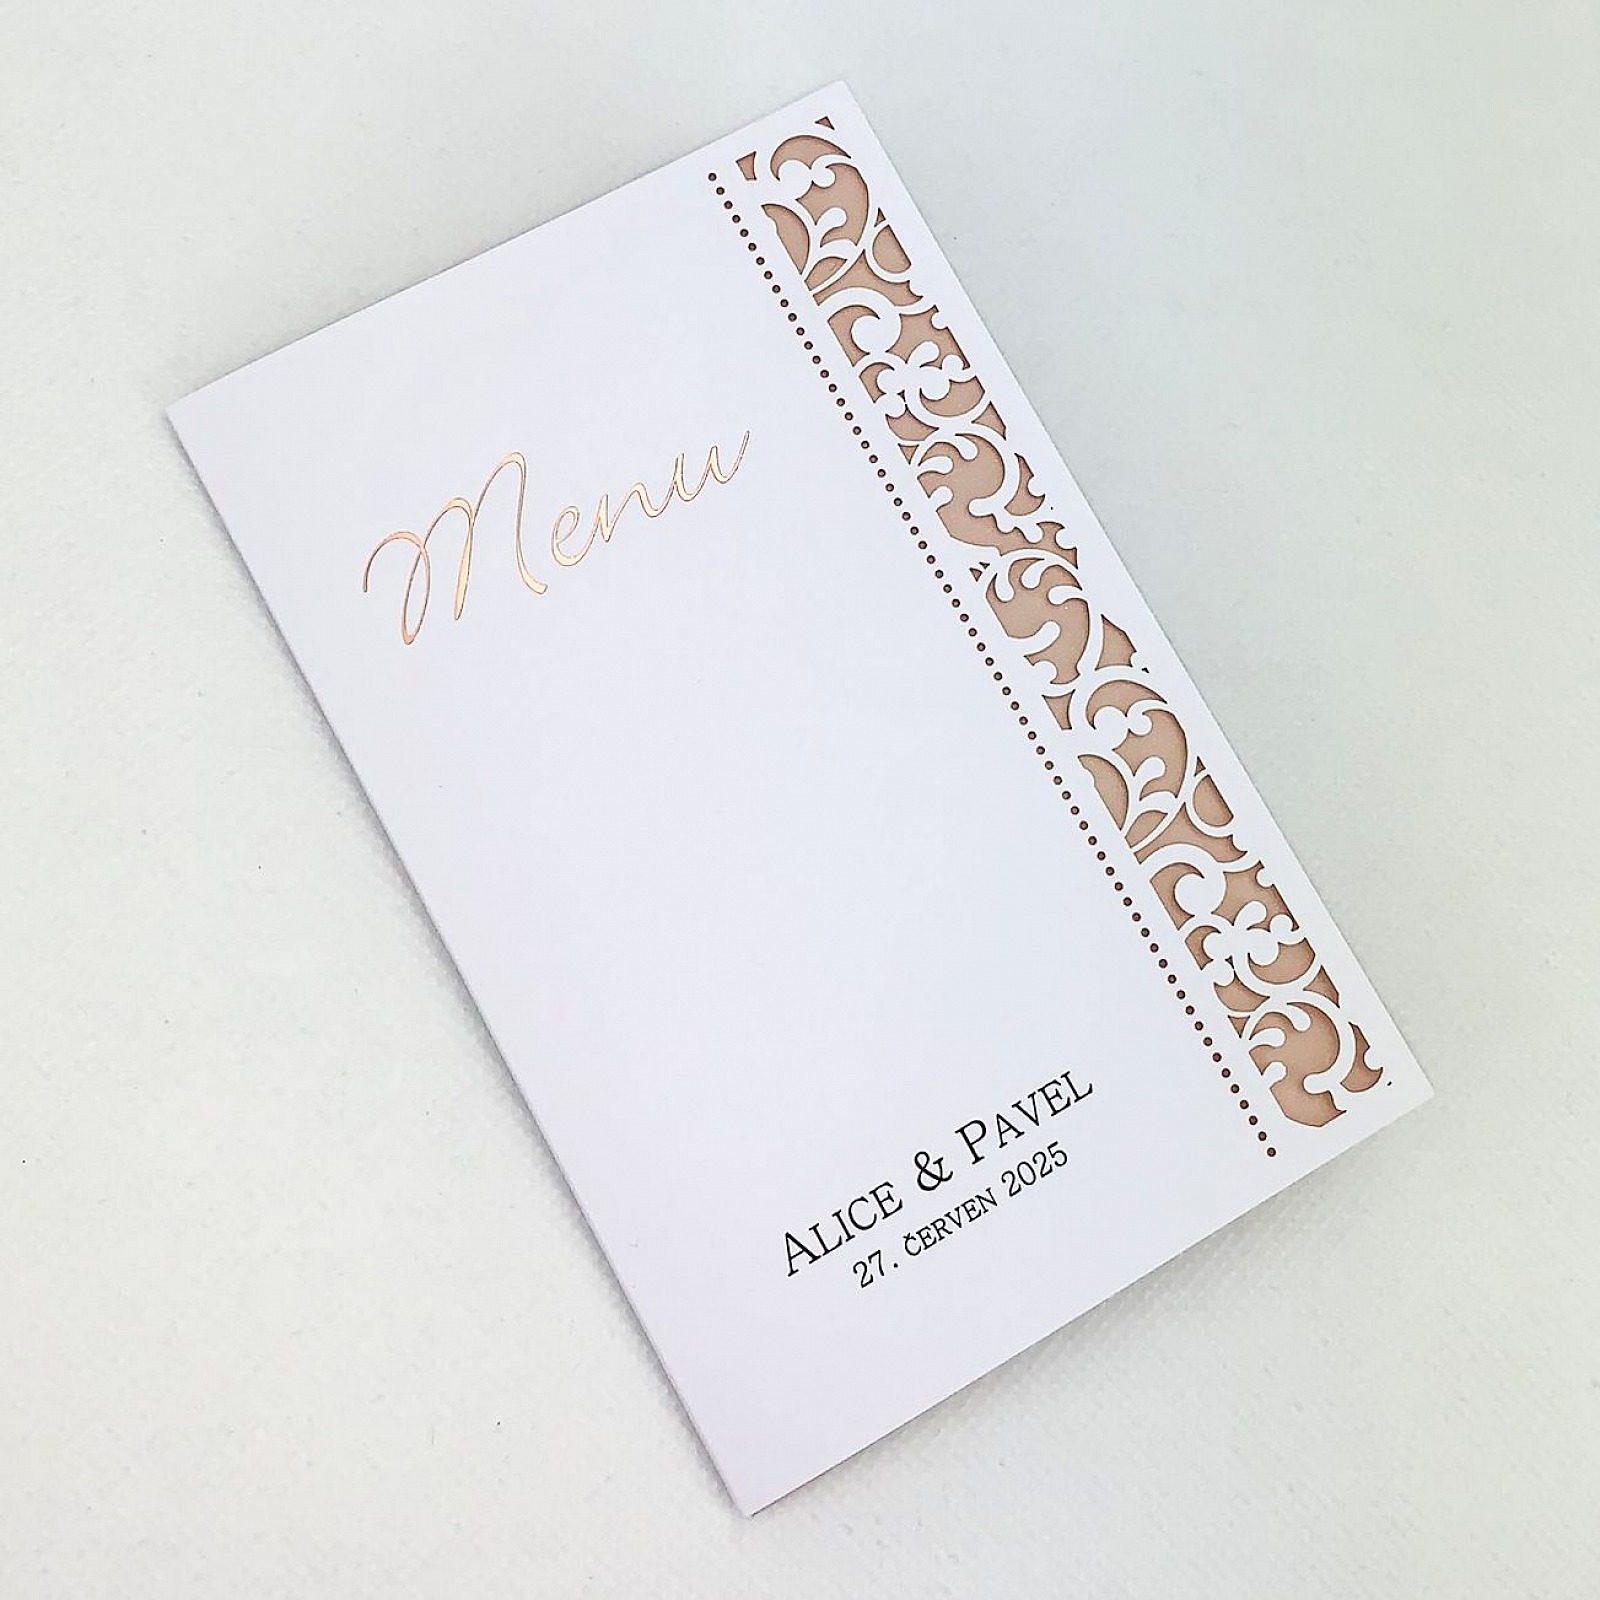 Menu
ALICE & PAVEL
27. ČERVEN 2025